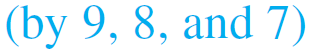 (by 9, 8, and 7)